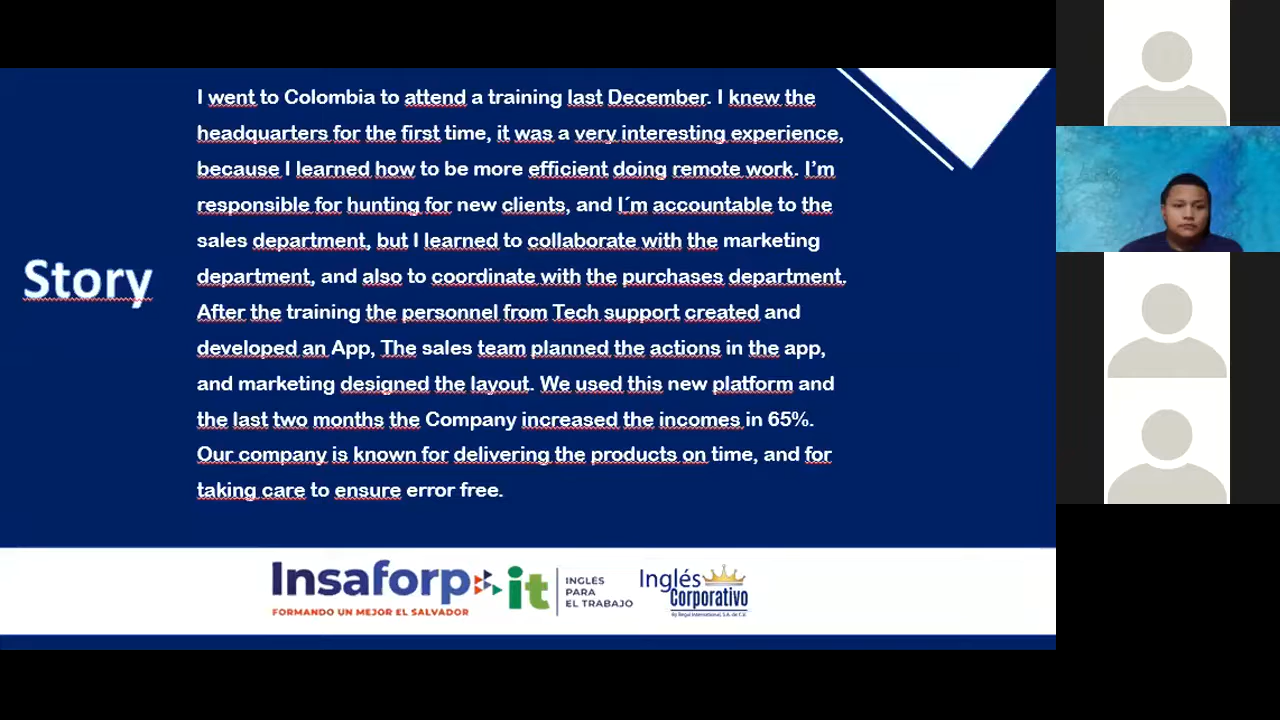 I went to Colombia to attend a training last December. I knew the
headquarters for the first time, it was a very interesting experience,
because I learned how to be more efficient doing remote work. I’m
responsible for hunting for new clients, and I´m accountable to the
sales department, but I learned to collaborate with the marketing
department, and also to coordinate with the purchases department.
Story
After the training the personnel from Tech support created and
developed an App, The sales team planned the actions in the app,
and marketing designed the layout. We used this new platform and
the last two months the Company increased the incomes in 65%.
Our company is known for delivering the products on time, and for
taking care to ensure error free.
Insaforp
FORMANDO UN MEJOR EL SALVADOR
it
INGLÉS
PARA
EL TRABAJO
Inglés
Corporativo